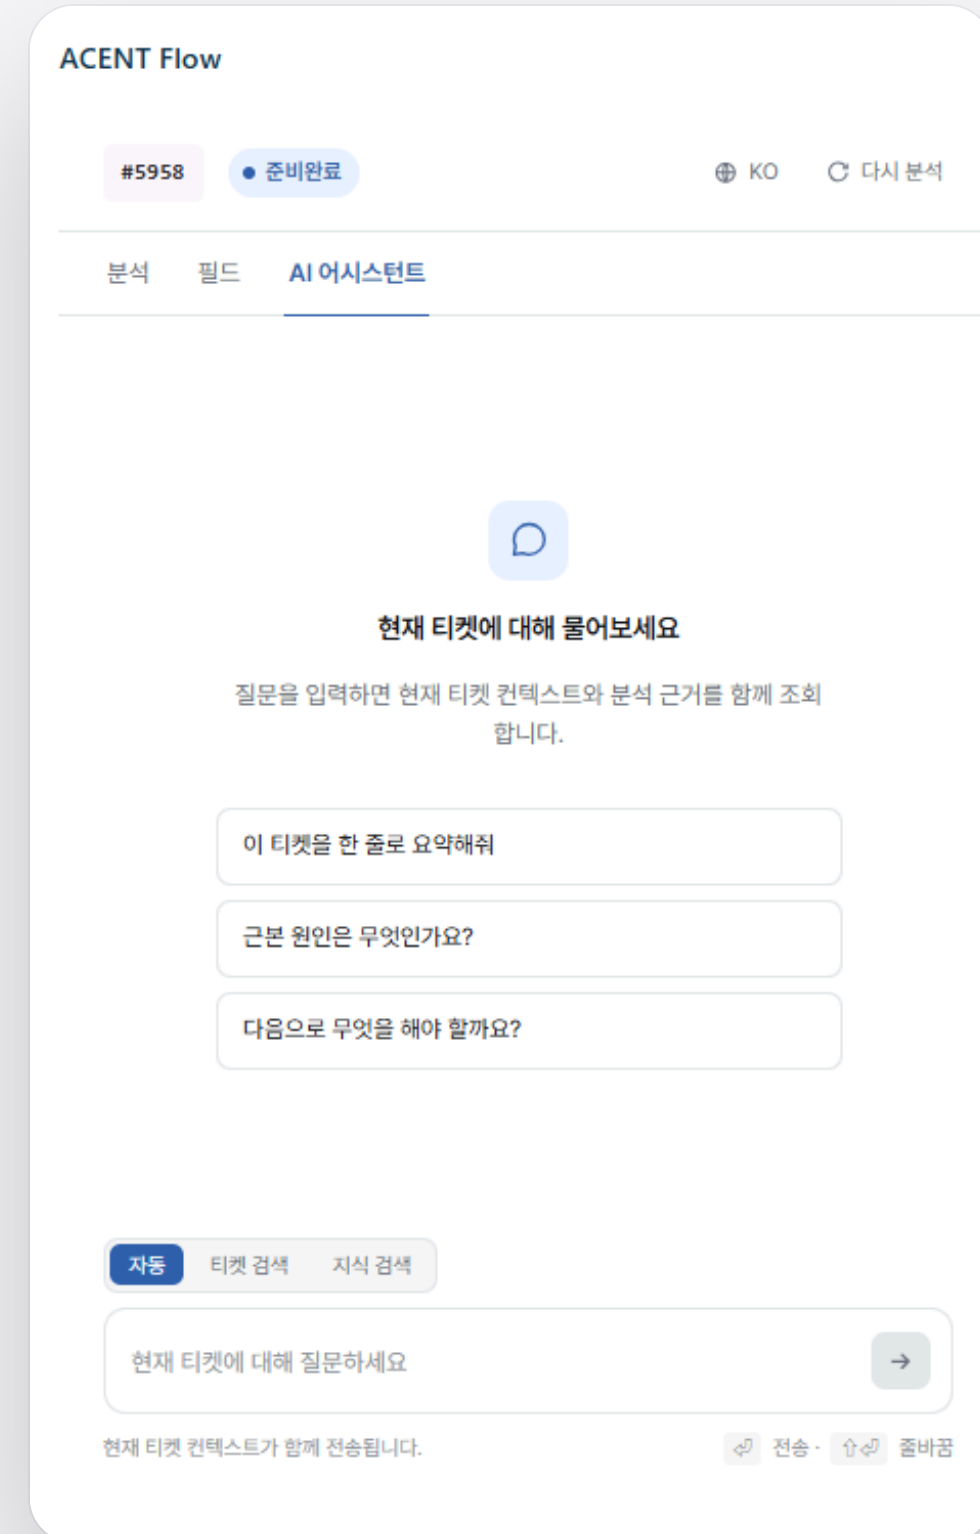 ACENT Flow
#5958
준비완료
KO
다시 분석
분석
필드
AI 어시스턴트
현재 티켓에 대해 물어보세요
질문을 입력하면 현재 티켓 컨텍스트와 분석 근거를 함께 조회
합니다.
이 티켓을 한 줄로 요약해줘
근본 원인은 무엇인가요?
다음으로 무엇을 해야 할까요?
자동
티켓 검색
지식 검색
현재 티켓에 대해 질문하세요
현재 티켓 컨텍스트가 함께 전송됩니다.
⏎ 전송 · ⇧⏎ 줄바꿈